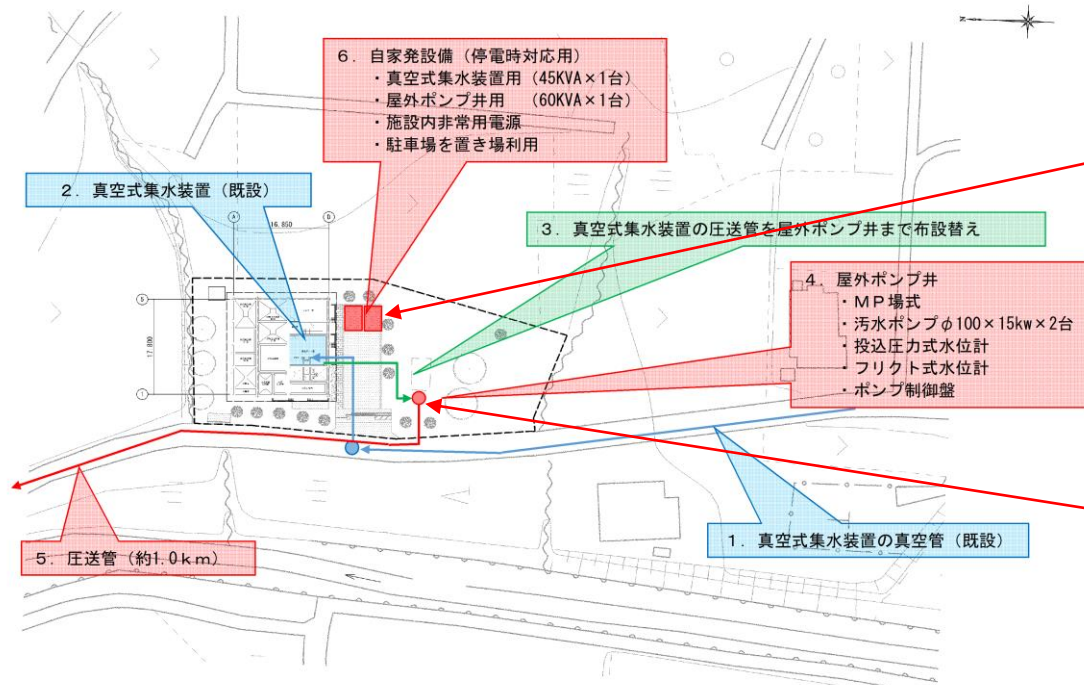 N
6．自家発設備（停電時対応用）
・真空式集水装置用（45KVA×1台）
・屋外ポンプ井用　（60KVA×1台）
・施設内非常用電源
・駐車場を置き場利用
2．真空式集水装置（既設）
A
B
16.850
3．真空式集水装置の圧送管を屋外ポンプ井まで布設替え
4．屋外ポンプ井
・MP場式
・汚水ポンプφ100×15kw×2台
・投込圧力式水位計
・フリクト式水位計
・ポンプ制御盤
5
17.800
1
1．真空式集水装置の真空管（既設）
5．圧送管（約1.0km）